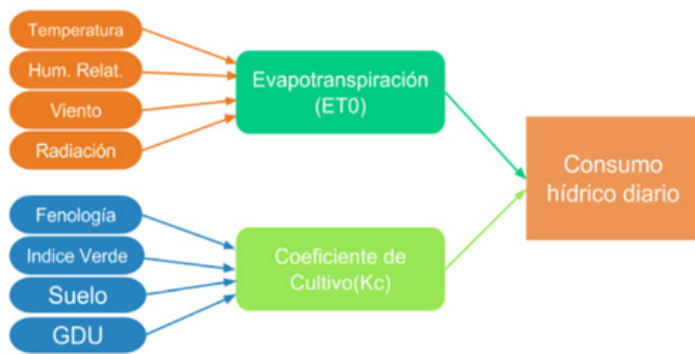 Temperatura
Hum. Relat.
Viento
Radiación
Evapotranspiración
(ET0)
Fenología
Indice Verde
Suelo
GDU
Coeficiente de
Cultivo(Kc)
Consumo
hídrico diario